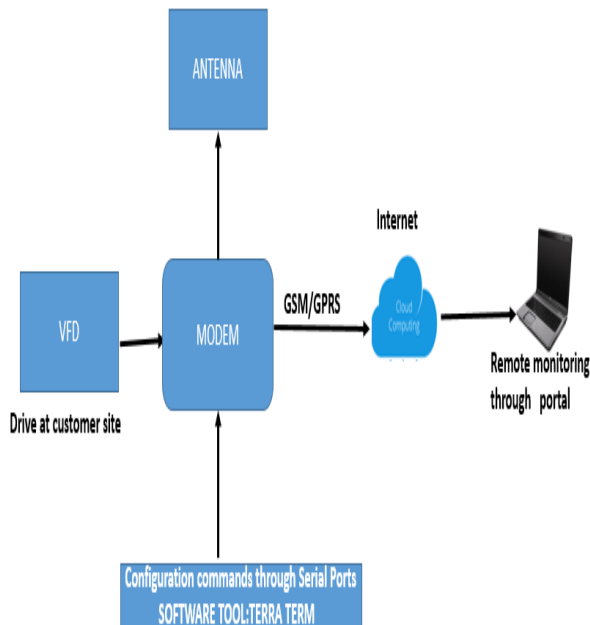 ANTENNA
Internet
VFD
MODEM
GSM/GPRS
Cloud
Computing
Remote monitoring
through portal
Drive at customer site
Configuration commands through Serial Ports
SOFTWARE TOOL:TERRA TERM